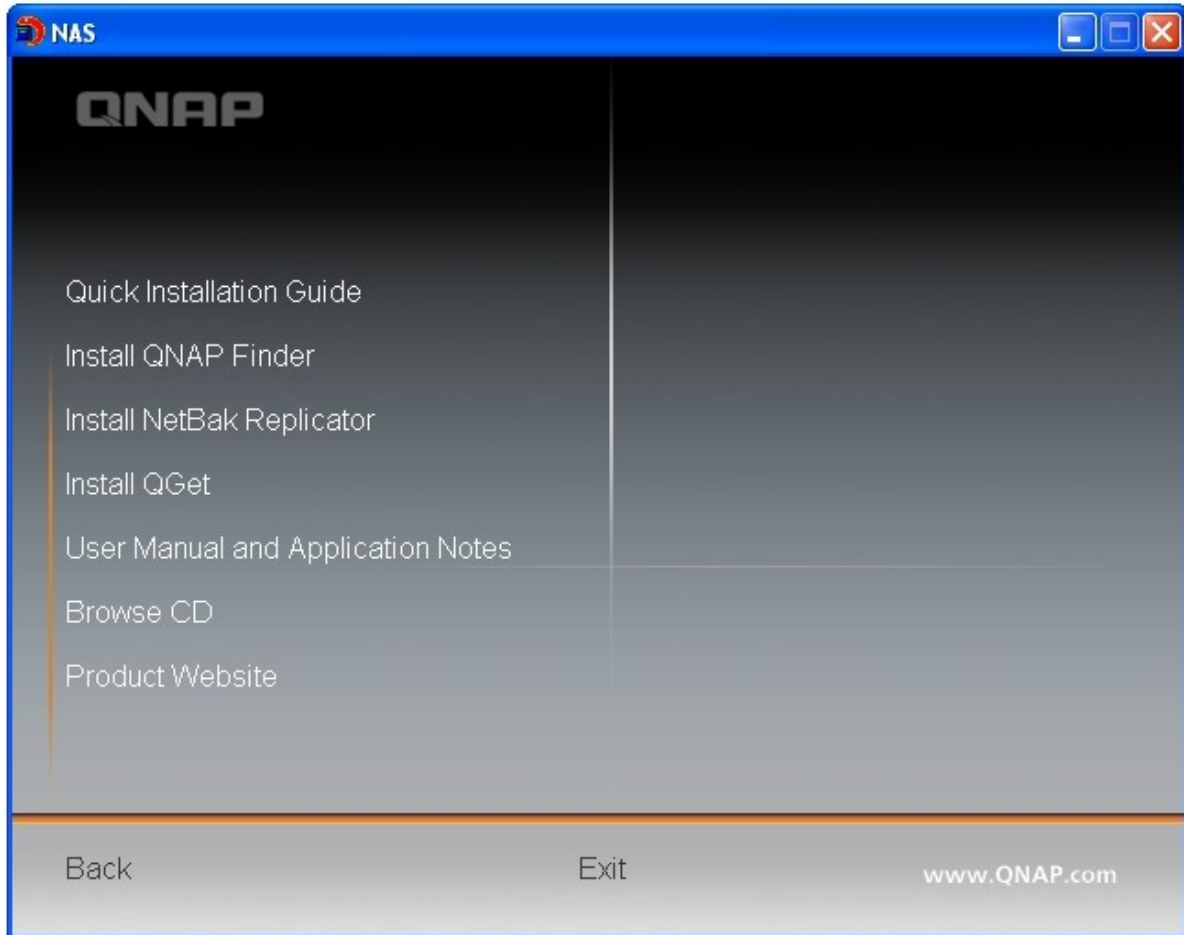 NAS
QNAP
Quick Installation Guide
Install QNAP Finder
Install NetBak Replicator
Install QGet
User Manual and Application Notes
Browse CD
Product Website
Back
Exit
www.QNAP.com